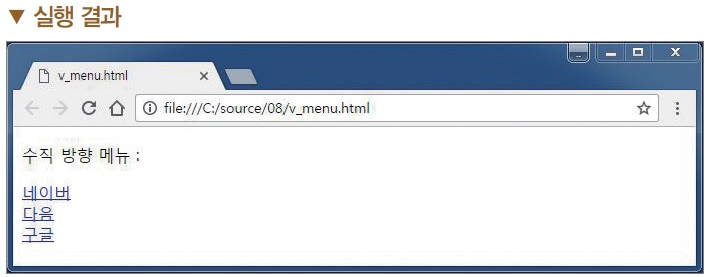 ▼ 실행 결과
v_menu.html
file:///C:/source/08/v_menu.html
수직 방향 메뉴 :
네이버
다음
구글